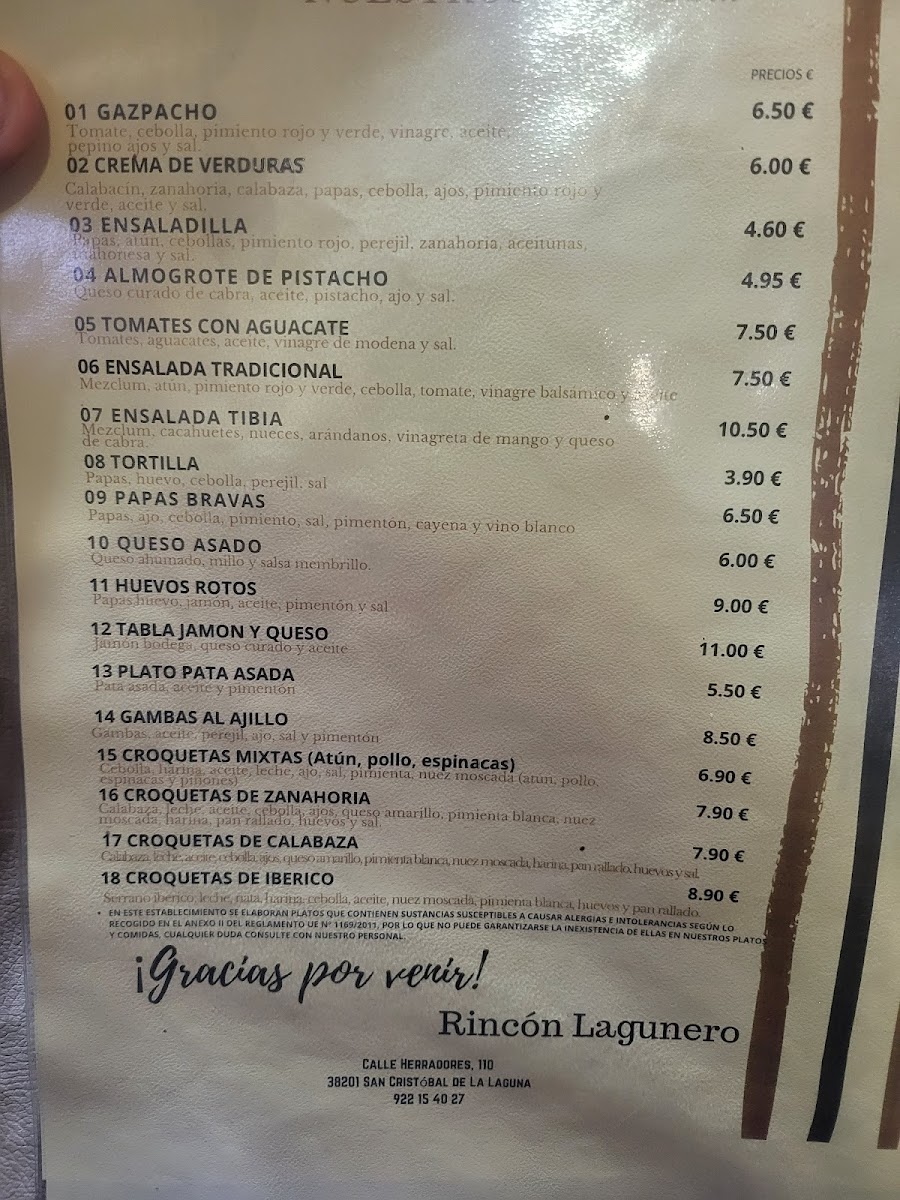 PRECIOS €
01 GAZPACHO 6.50 €
Tomate, cebolla, pimiento rojo y verde, vinagre, aceite,
pepino ajos y sal.
02 CREMA DE VERDURAS 6.00 €
Calabacín, zanahoria, calabaza, papas, cebolla, ajos, pimiento rojo y
verde, aceite y sal.
03 ENSALADILLA 4.60 €
Papas, atún, cebollas, pimiento rojo, perejil, zanahoria, aceitunas,
mahonesa y sal.
04 ALMOGROTE DE PISTACHO 4.95 €
Queso curado de cabra, aceite, pistacho, ajo y sal.
05 TOMATES CON AGUACATE 7.50 €
Tomates, aguacates, aceite, vinagre de modena y sal.
06 ENSALADA TRADICIONAL 7.50 €
Mezclum, atún, pimiento rojo y verde, cebolla, tomate, vinagre balsámico y aceite
07 ENSALADA TIBIA 10.50 €
Mezclum, cacahuetes, nueces, arándanos, vinagreta de mango y queso
de cabra.
08 TORTILLA 3.90 €
Papas, huevo, cebolla, perejil, sal
09 PAPAS BRAVAS 6.50 €
Papas, ajo, cebolla, pimiento, sal, pimentón, cayena y vino blanco
10 QUESO ASADO 6.00 €
Queso ahumado, millo y salsa membrillo.
11 HUEVOS ROTOS 9.00 €
Papas huevo, jamón, aceite, pimentón y sal
12 TABLA JAMON Y QUESO 11.00 €
Jamón bodega, queso curado y aceite
13 PLATO PATA ASADA 5.50 €
Pata asada, aceite y pimentón
14 GAMBAS AL AJILLO 8.50 €
Gambas, aceite, perejil, ajo, sal y pimentón
15 CROQUETAS MIXTAS (Atún, pollo, espinacas) 6.90 €
Cebolla, harina, aceite, leche, ajo, sal, pimienta, nuez moscada (atún, pollo,
espinacas y piñones)
16 CROQUETAS DE ZANAHORIA 7.90 €
Calabaza, leche, aceite, cebolla, ajos, queso amarillo, pimienta blanca, nuez
moscada, harina, pan rallado, huevos y sal.
17 CROQUETAS DE CALABAZA 7.90 €
Calabaza, leche, aceite, cebolla, ajos, queso amarillo, pimienta blanca, nuez moscada, harina, pan rallado, huevos y sal.
18 CROQUETAS DE IBERICO 8.90 €
Serrano ibérico, leche, nata, harina, cebolla, aceite, nuez moscada, pimienta blanca, huevos y pan rallado.
• EN ESTE ESTABLECIMIENTO SE ELABORAN PLATOS QUE CONTIENEN SUSTANCIAS SUSCEPTIBLES A CAUSAR ALERGIAS E INTOLERANCIAS SEGÚN LO
RECOGIDO EN EL ANEXO II DEL REGLAMENTO UE Nº 1169/2011, POR LO QUE NO PUEDE GARANTIZARSE LA INEXISTENCIA DE ELLAS EN NUESTROS PLATOS
Y COMIDAS, CUALQUIER DUDA CONSULTE CON NUESTRO PERSONAL.
¡Gracias por venir!
Rincón Lagunero
CALLE HERRADORES, 110
38201 SAN CRISTÓBAL DE LA LAGUNA
922 15 40 27